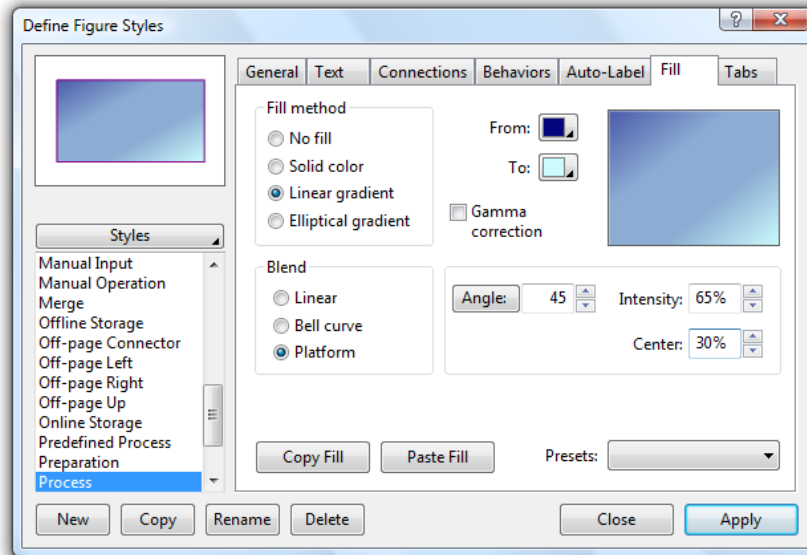 Define Figure Styles
?
General Text Connections Behaviors Auto-Label Fill Tabs
Fill method
No fill
Solid color
Linear gradient
Elliptical gradient
From:
To:
Gamma
correction
Styles
Manual Input
Manual Operation
Merge
Offline Storage
Off-page Connector
Off-page Left
Off-page Right
Off-page Up
Online Storage
Predefined Process
Preparation
Process
Blend
Linear
Bell curve
Platform
Angle: 45 Intensity: 65%
Center: 30%
Copy Fill Paste Fill Presets:
New Copy Rename Delete Close Apply